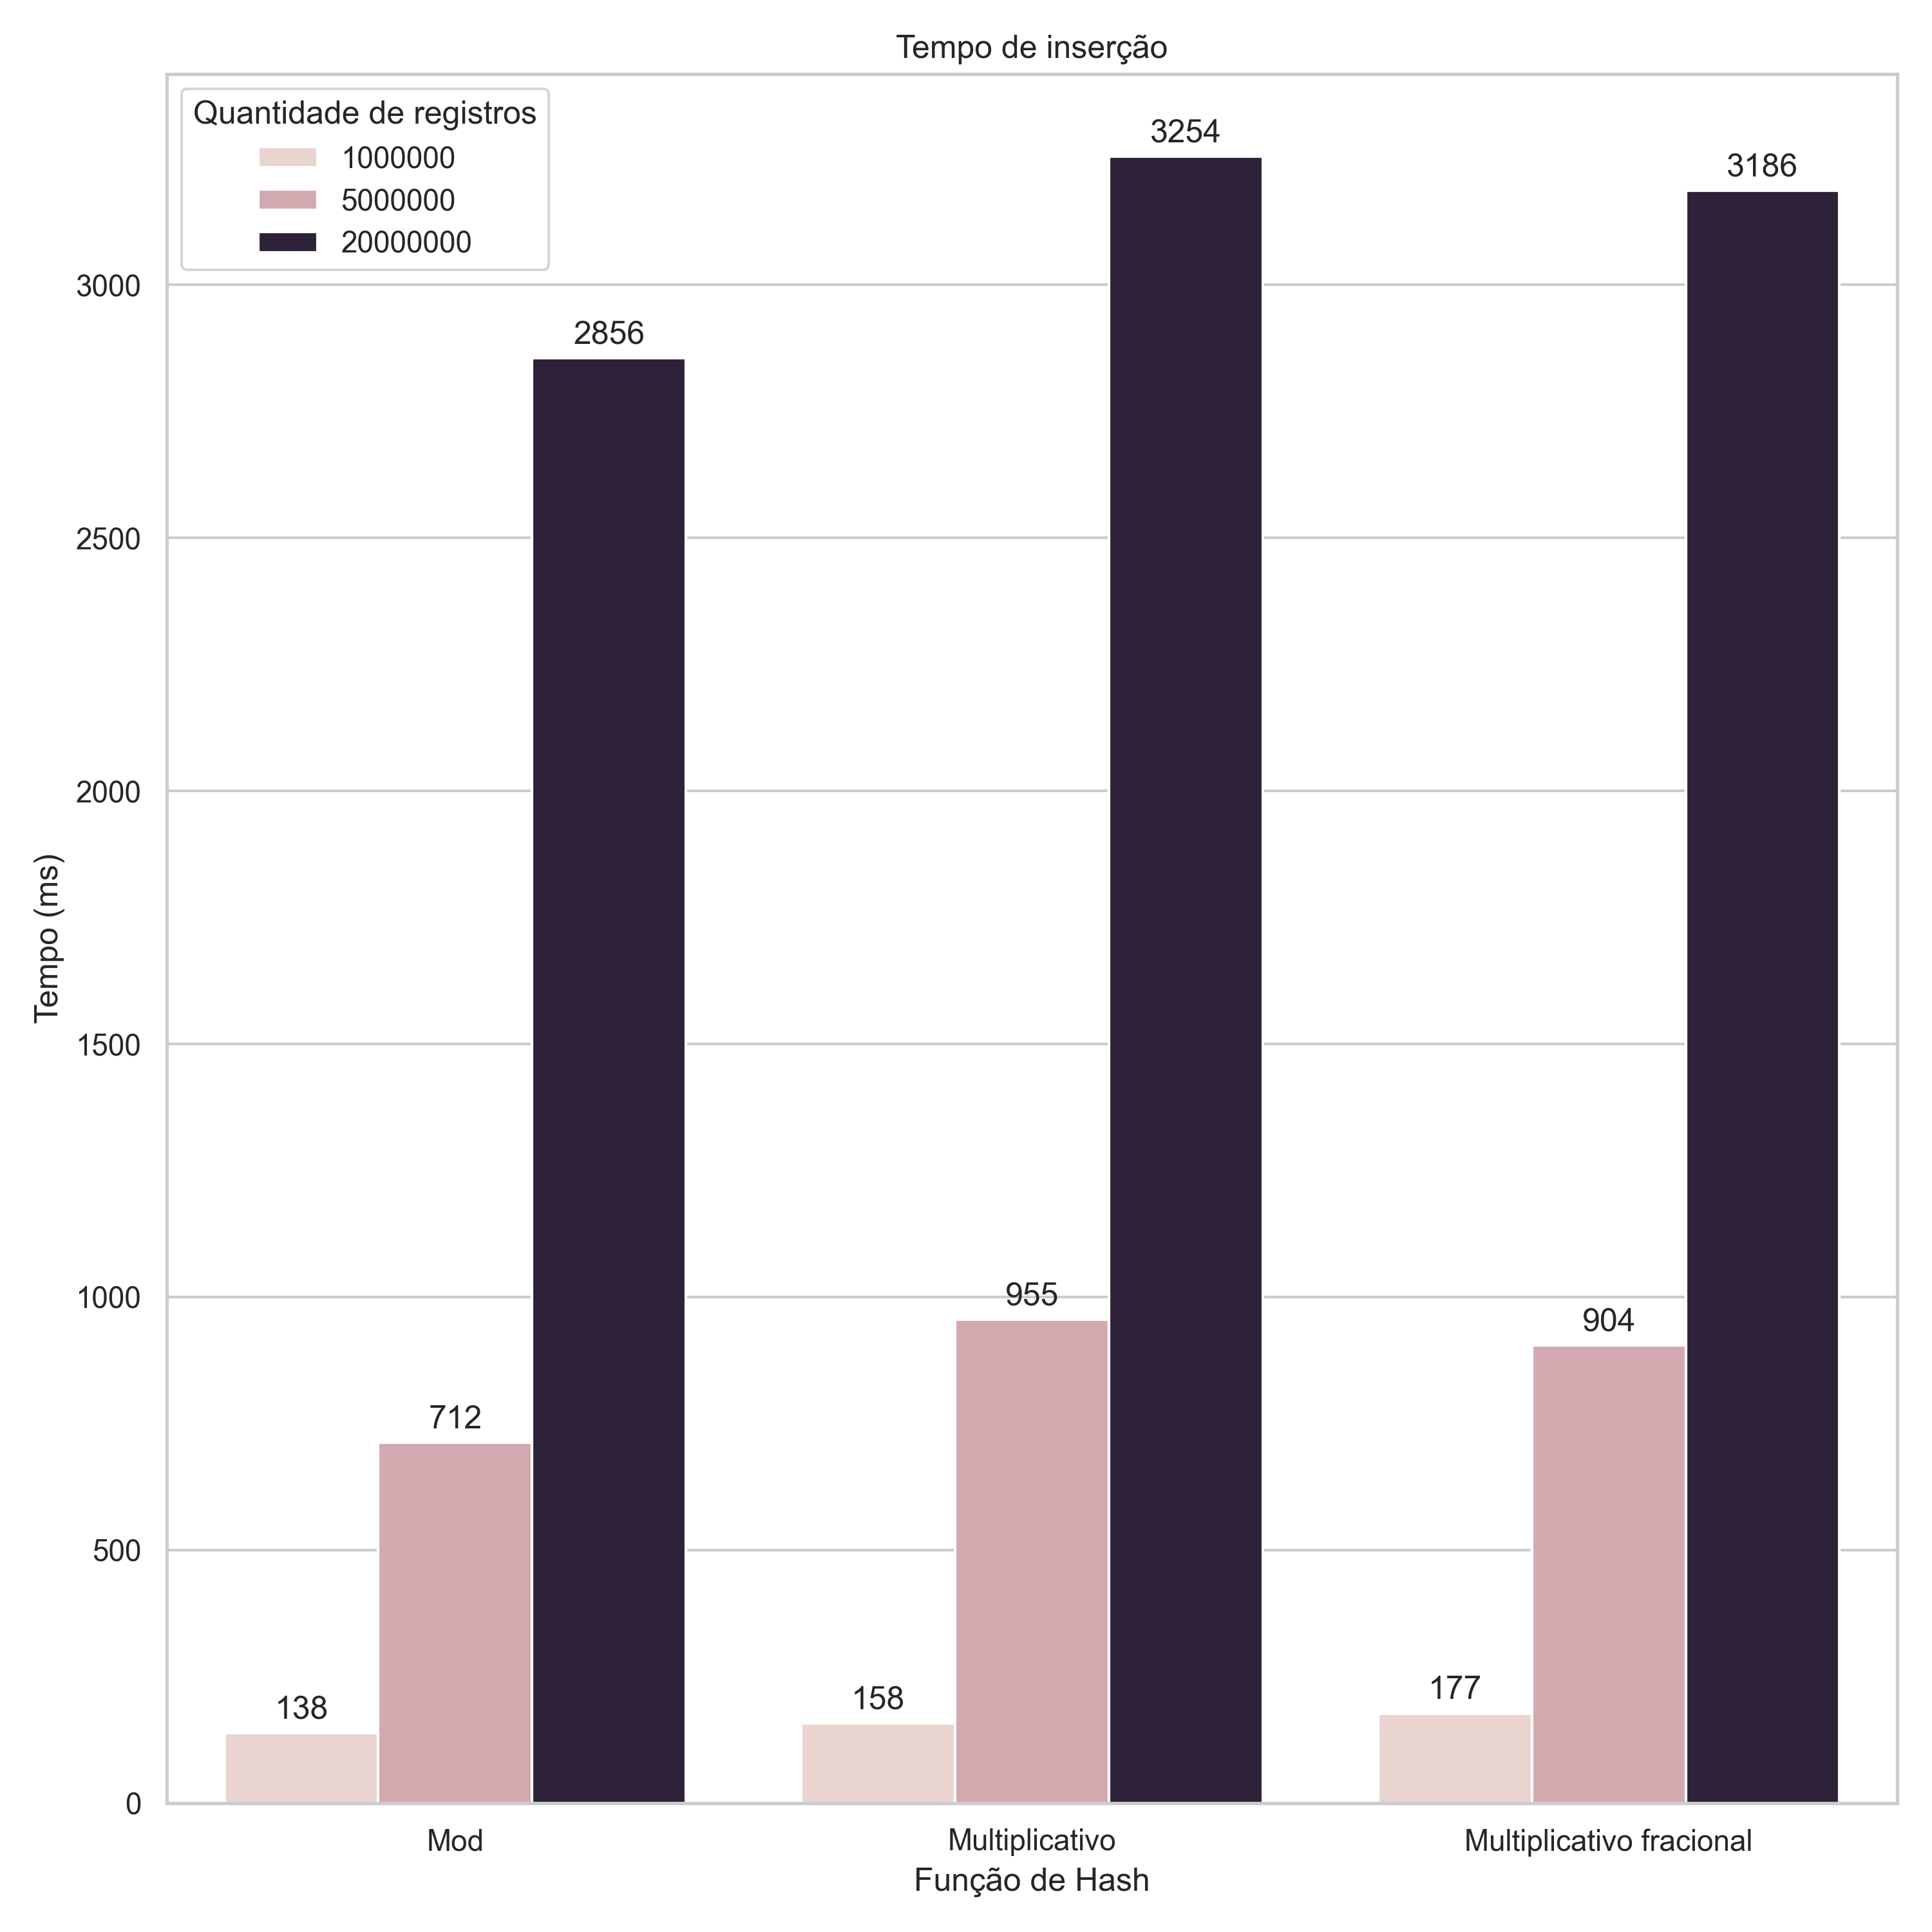 Tempo de inserção
Quantidade de registros
1000000
5000000
20000000
Tempo (ms)
3000
2500
2000
1500
1000
500
0
138
712
2856
158
955
3254
177
904
3186
Mod
Multiplicativo
Multiplicativo fracional
Função de Hash